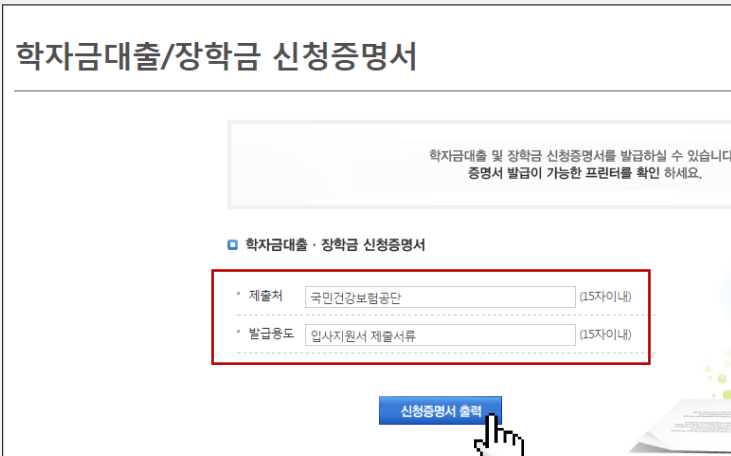 학자금대출/장학금 신청증명서
학자금대출 및 장학금 신청증명서를 발급하실 수 있습니다
증명서 발급이 가능한 프린터를 확인 하세요.
학자금대출 · 장학금 신청증명서
제출처 국민건강보험공단 (15자이내)
발급용도 입사지원서 제출서류 (15자이내)
신청증명서 출력